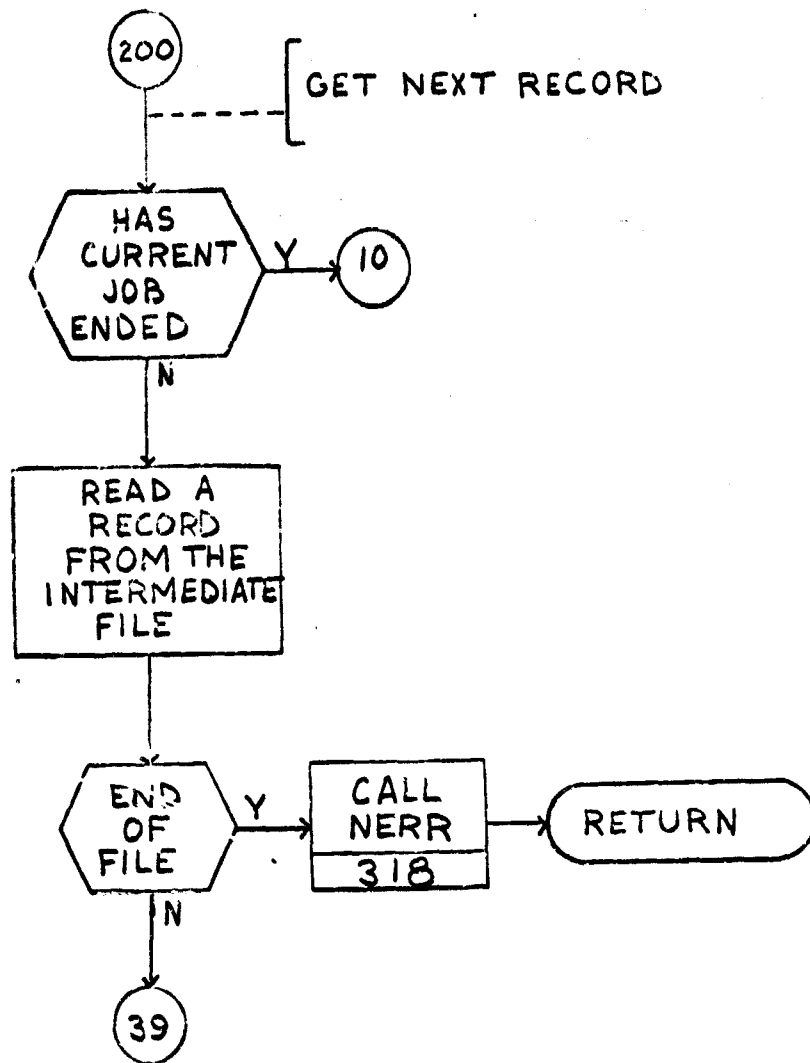 200
GET NEXT RECORD
HAS
CURRENT
JOB
ENDED
Y
10
N
READ A
RECORD
FROM THE
INTERMEDIATE
FILE
END
OF
FILE
Y
CALL
NERR
318
RETURN
N
39